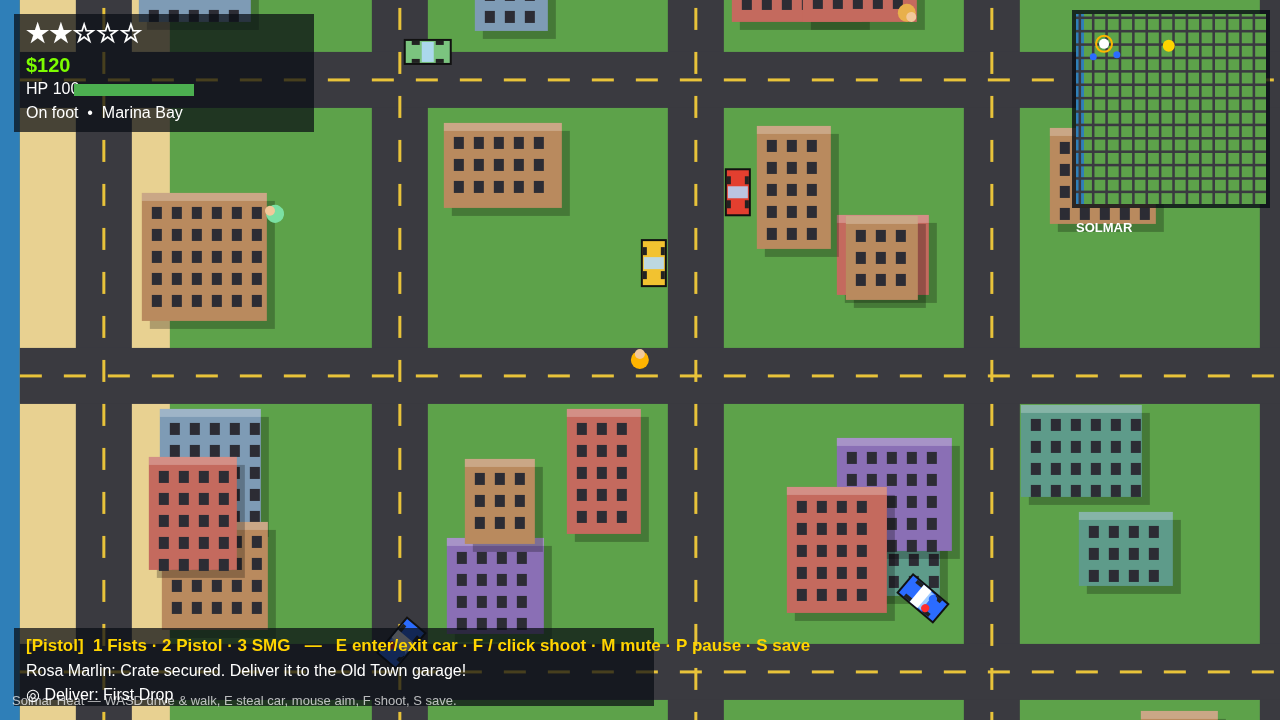 ★★☆☆☆
$120
HP 100
On foot • Marina Bay
SOLMAR
[Pistol] 1 Fists · 2 Pistol · 3 SMG — E enter/exit car · F / click shoot · M mute · P pause · S save
Rosa Marlin: Crate secured. Deliver it to the Old Town garage!
◎ Deliver: First Drop
Solmar Heat — WASD drive & walk, E steal car, mouse aim, F shoot, S save.